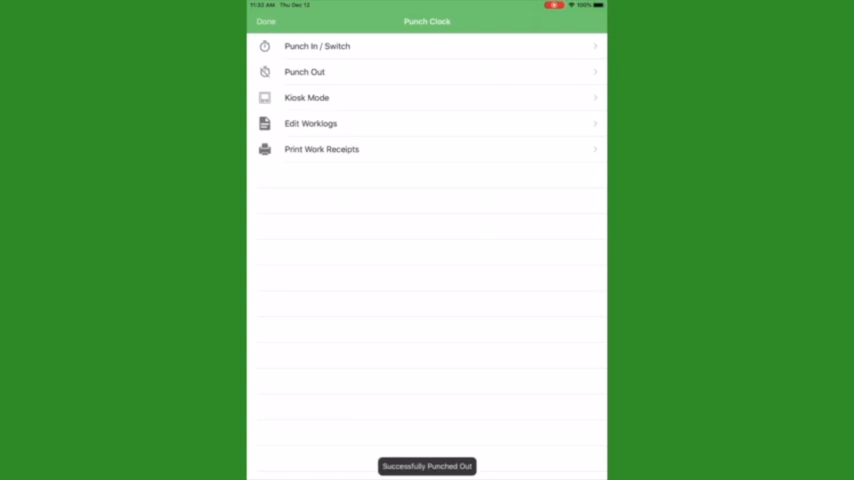 11:52 AM Thu Dec 12
100%
Done
Punch Clock
Punch In / Switch
Punch Out
Kiosk Mode
Edit Worklogs
Print Work Receipts
Successfully Punched Out